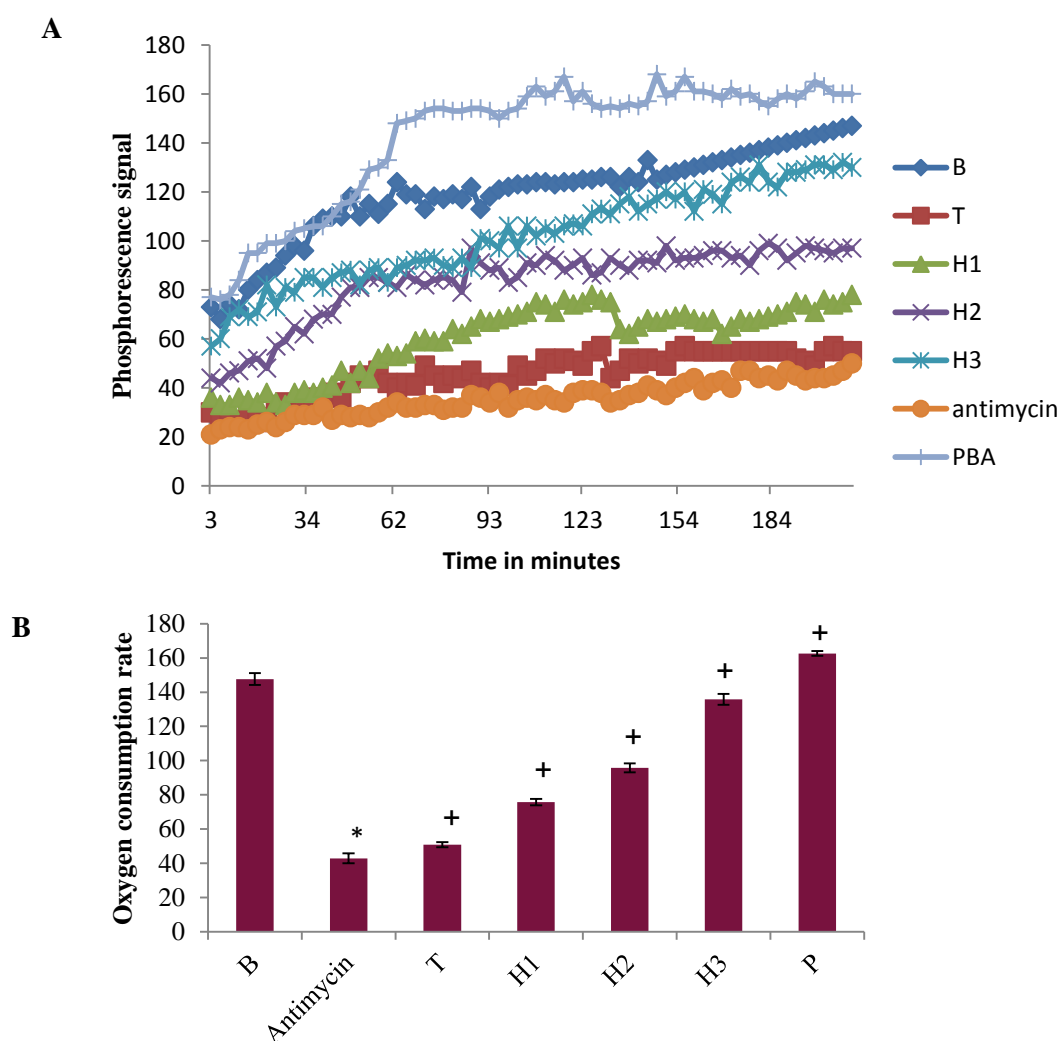 A
180
160
140
120
100
80
60
40
20
0
Phosphorescence signal
3 34 62 93 123 154 184
Time in minutes
B
T
H1
H2
H3
antimycin
PBA
B
180
160
140
120
100
80
60
40
20
0
Oxygen consumption rate
* + + + + +
B Antimycin T H1 H2 H3 P